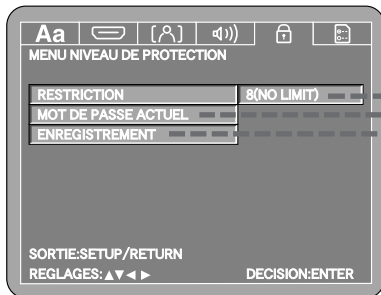 Aa
MENU NIVEAU DE PROTECTION
RESTRICTION 8(NO LIMIT)
MOT DE PASSE ACTUEL
ENREGISTREMENT
SORTIE:SETUP/RETURN
REGLAGES:▲▼◄ ► DECISION:ENTER